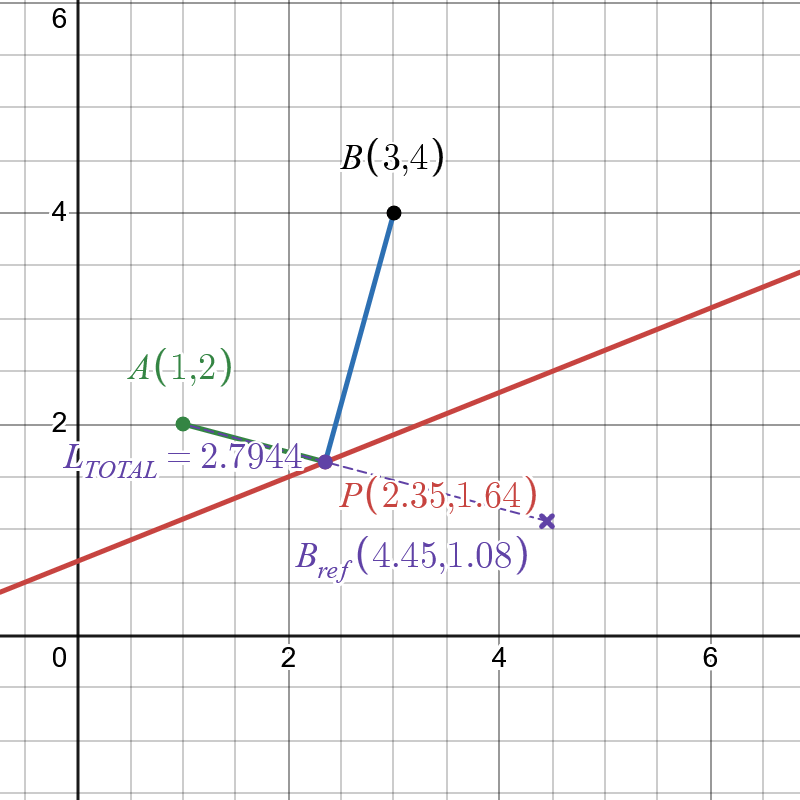 6
B(3,4)
4
A(1,2)
2
L_TOTAL = 2.7944
P(2.35,1.64)
B_ref(4.45,1.08)
0 2 4 6